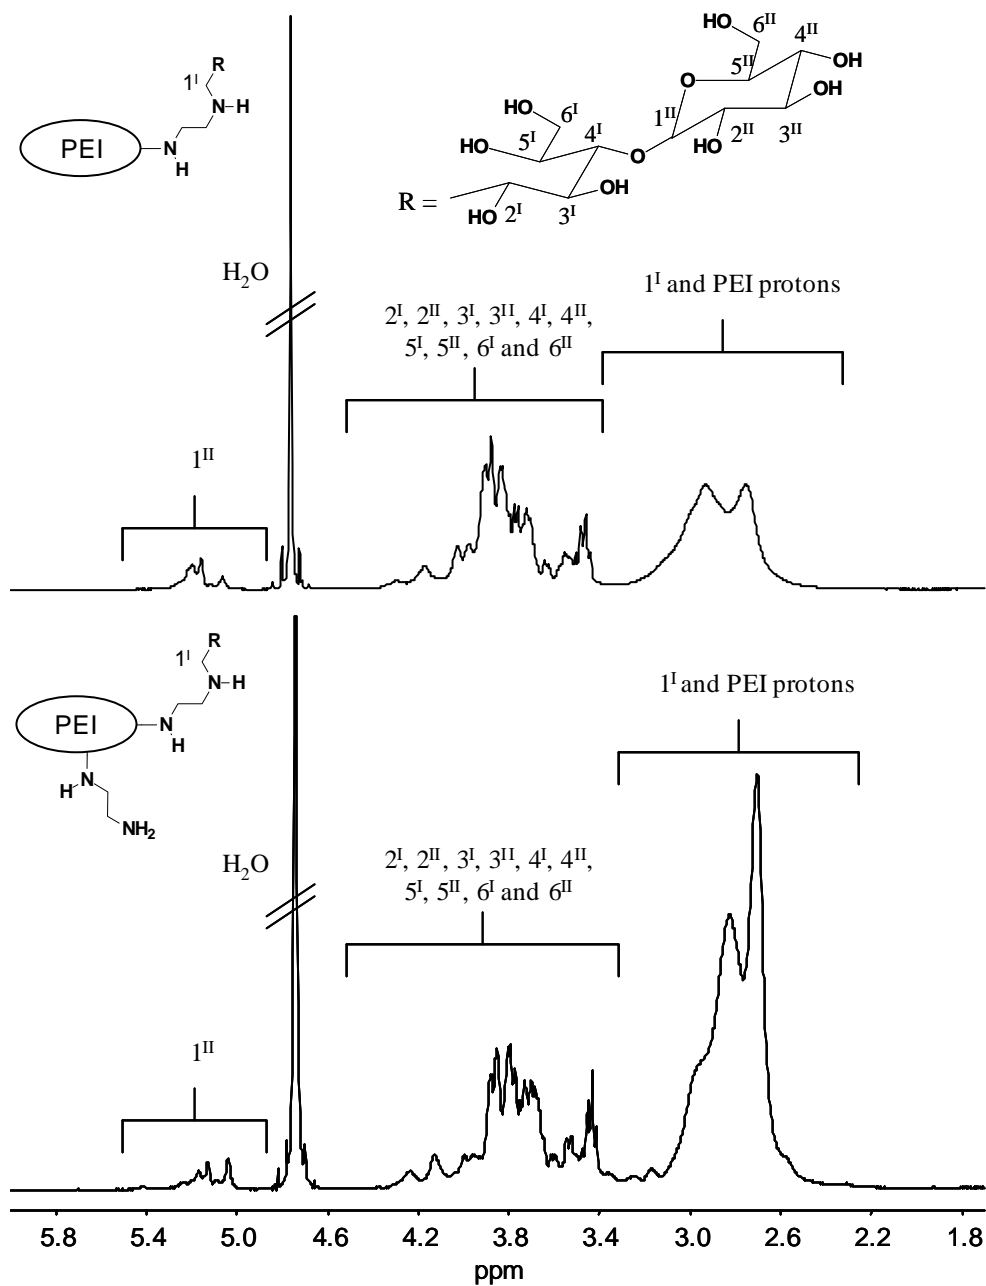 R
1ᴵ
N-H
PEI
N
H
HO 6ᴵᴵ
4ᴵᴵ
5ᴵᴵ
OH
O
OH
HO 6ᴵ
1ᴵᴵ
2ᴵᴵ
3ᴵᴵ
HO
5ᴵ
4ᴵ
HO
O
OH
R =
HO 2ᴵ
3ᴵ
H₂O
1ᴵ and PEI protons
2ᴵ, 2ᴵᴵ, 3ᴵ, 3ᴵᴵ, 4ᴵ, 4ᴵᴵ,
5ᴵ, 5ᴵᴵ, 6ᴵ and 6ᴵᴵ
1ᴵᴵ
R
1ᴵ
N-H
PEI
N
H
H N
NH₂
1ᴵ and PEI protons
H₂O
2ᴵ, 2ᴵᴵ, 3ᴵ, 3ᴵᴵ, 4ᴵ, 4ᴵᴵ,
5ᴵ, 5ᴵᴵ, 6ᴵ and 6ᴵᴵ
1ᴵᴵ
5.8 5.4 5.0 4.6 4.2 3.8 3.4 3.0 2.6 2.2 1.8
ppm